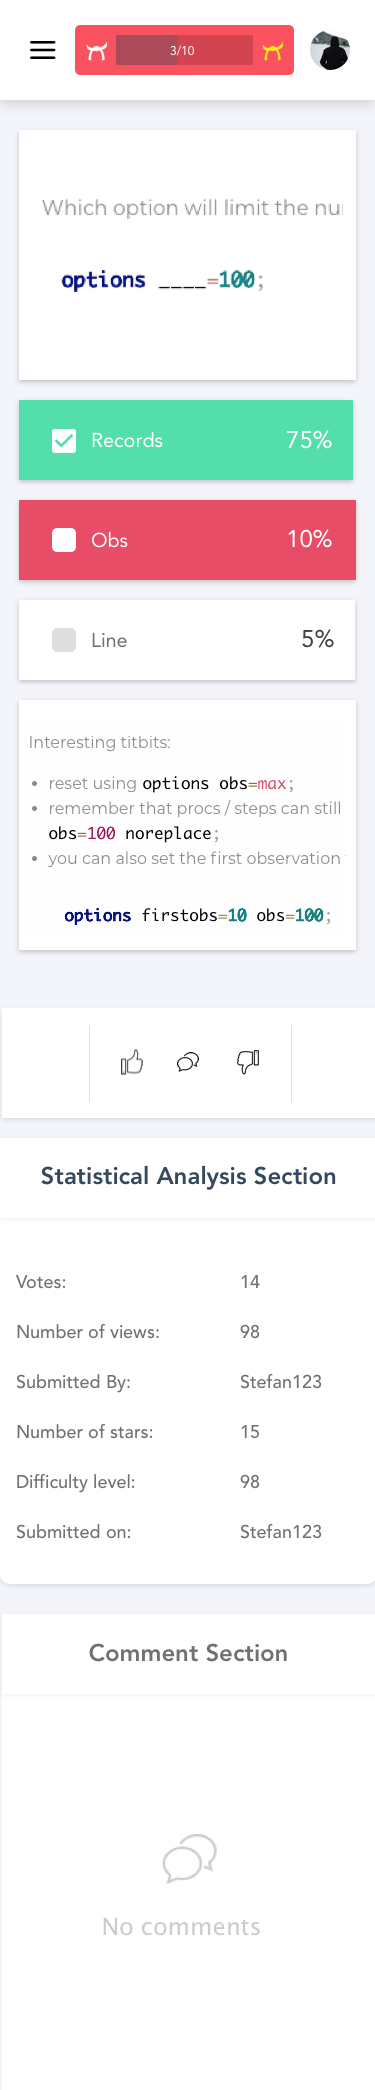 3/10
Which option will limit the
options ____=100;
Records 75%
Obs 10%
Line 5%
Interesting titbits:
• reset using options obs=max;
• remember that procs / steps can still
obs=100 noreplace;
• you can also set the first observation
options firstobs=10 obs=100;
Statistical Analysis Section
Votes: 14
Number of views: 98
Submitted By: Stefan123
Number of stars: 15
Difficulty level: 98
Submitted on: Stefan123
Comment Section
No comments